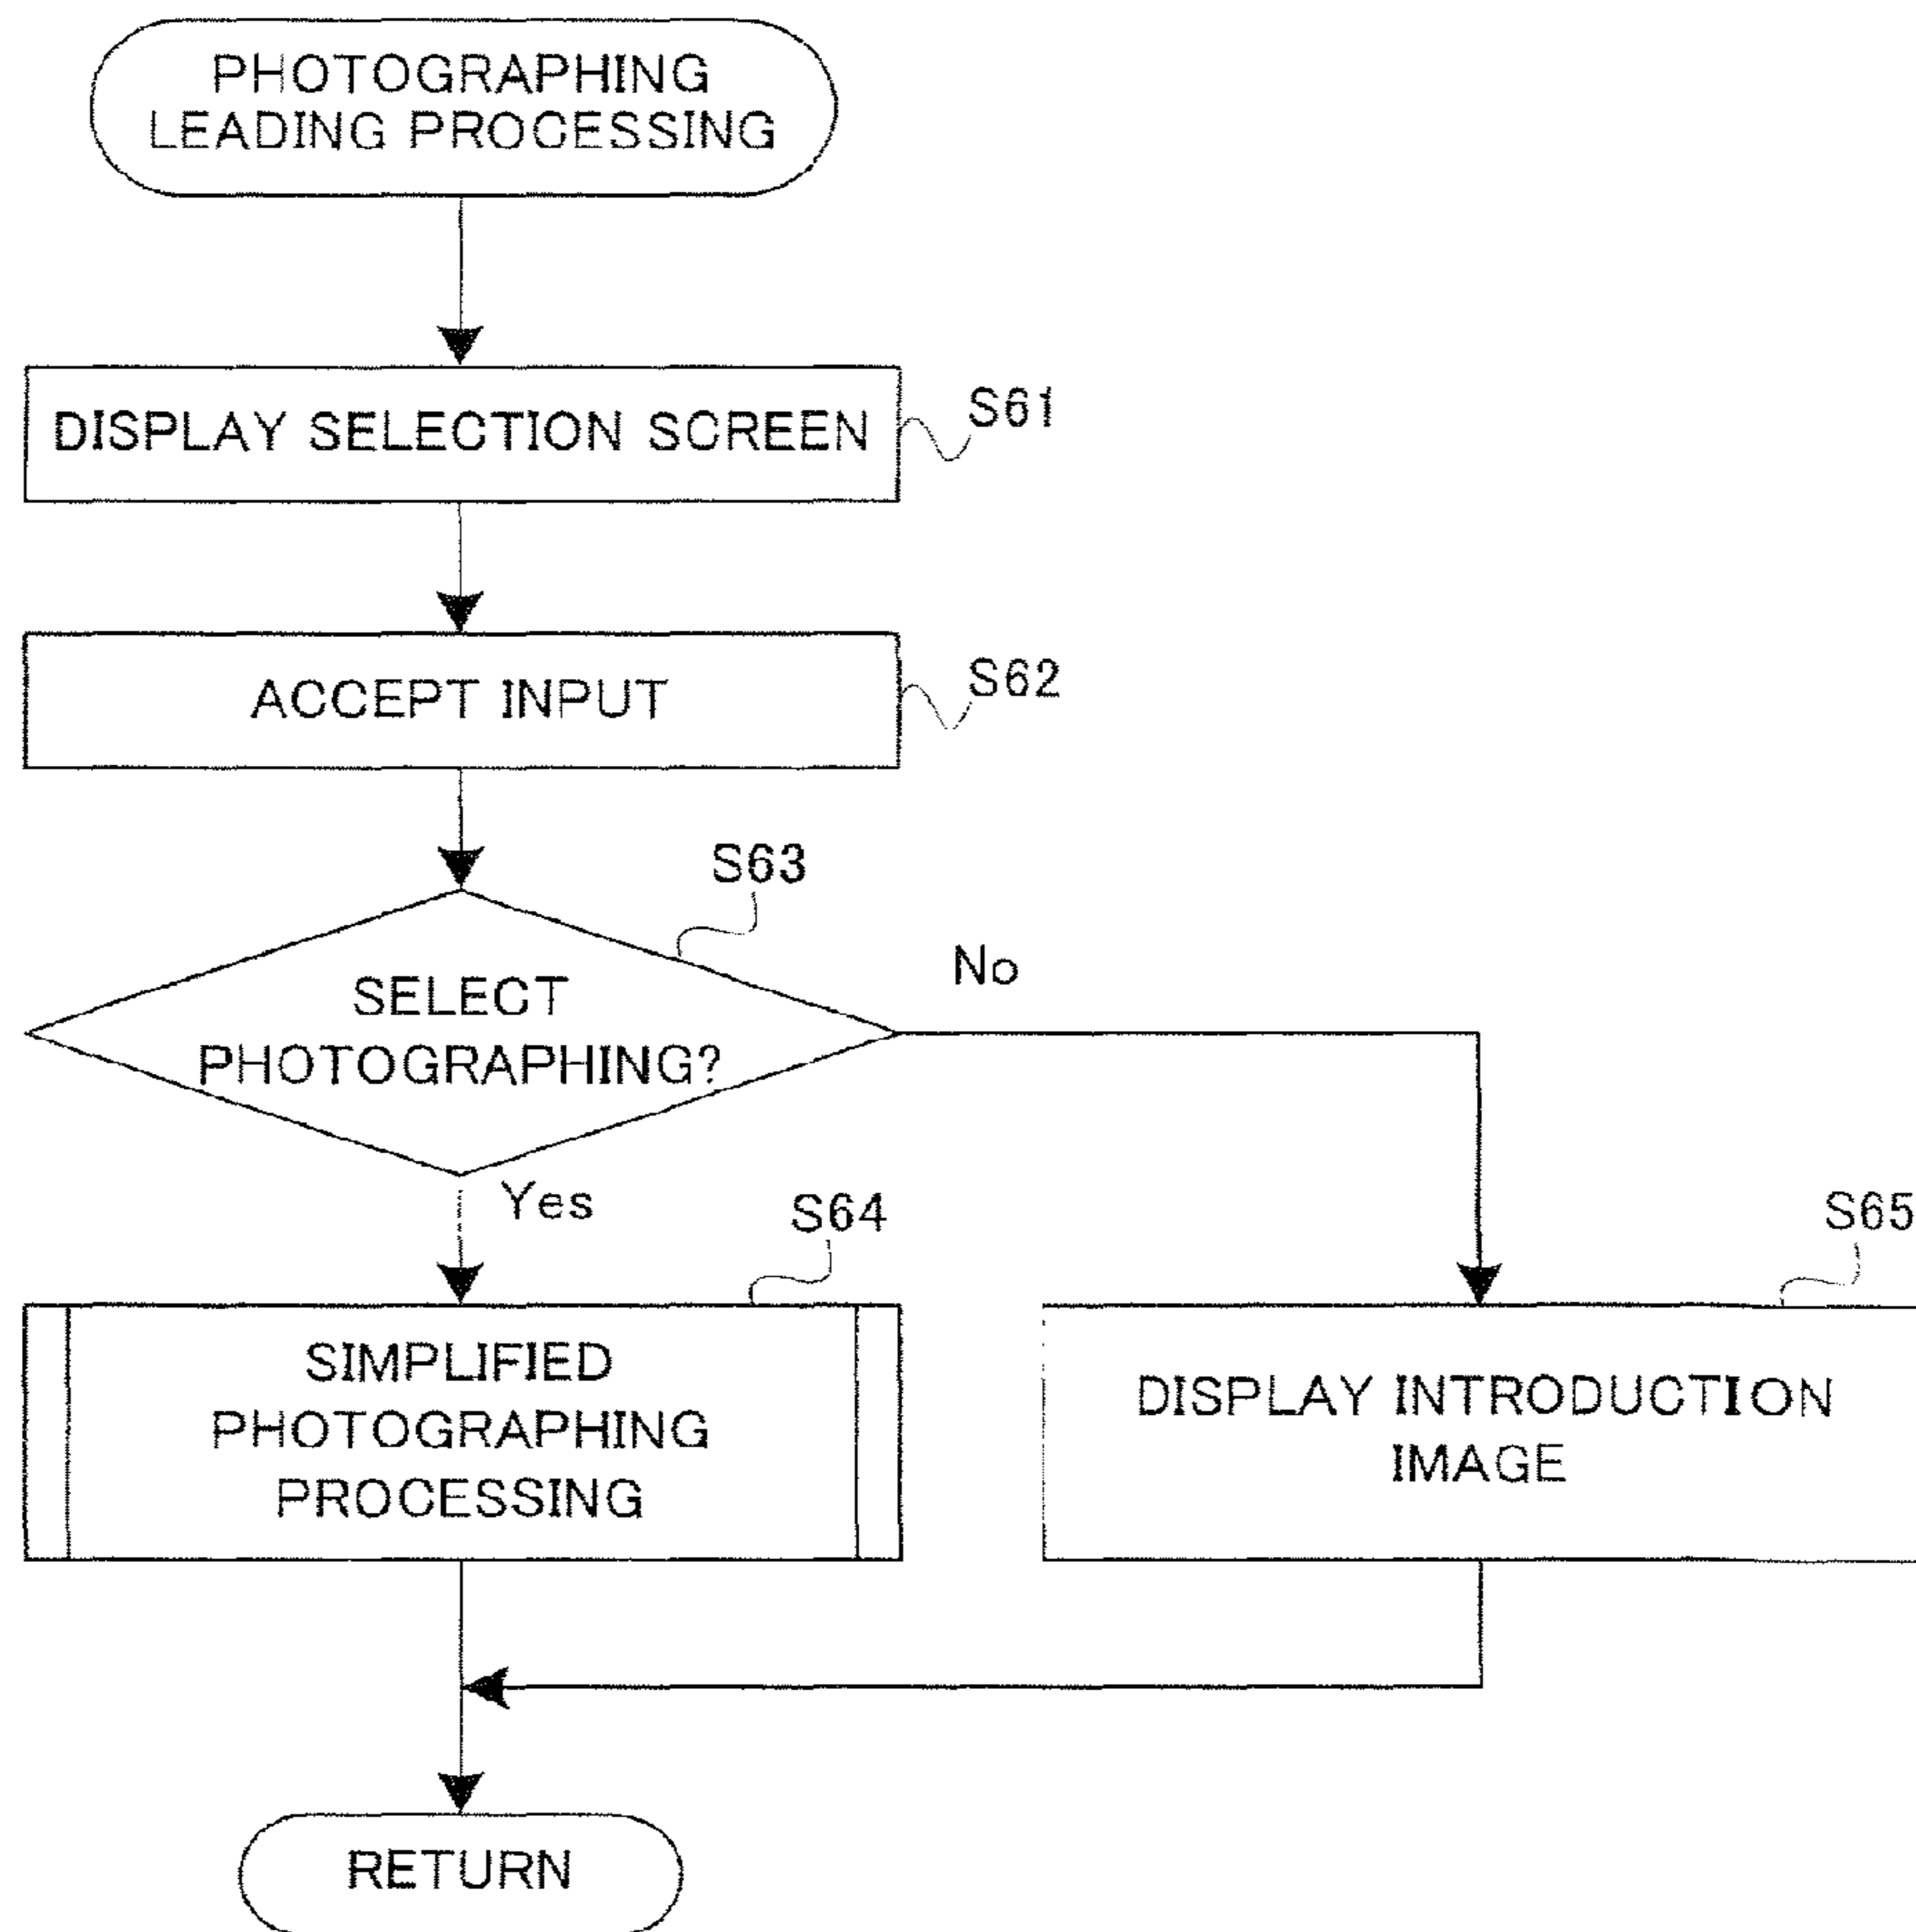 PHOTOGRAPHING
LEADING PROCESSING
DISPLAY SELECTION SCREEN
S61
ACCEPT INPUT
S62
S63
SELECT
PHOTOGRAPHING?
No
Yes
S64
S65
SIMPLIFIED
PHOTOGRAPHING
PROCESSING
DISPLAY INTRODUCTION
IMAGE
RETURN